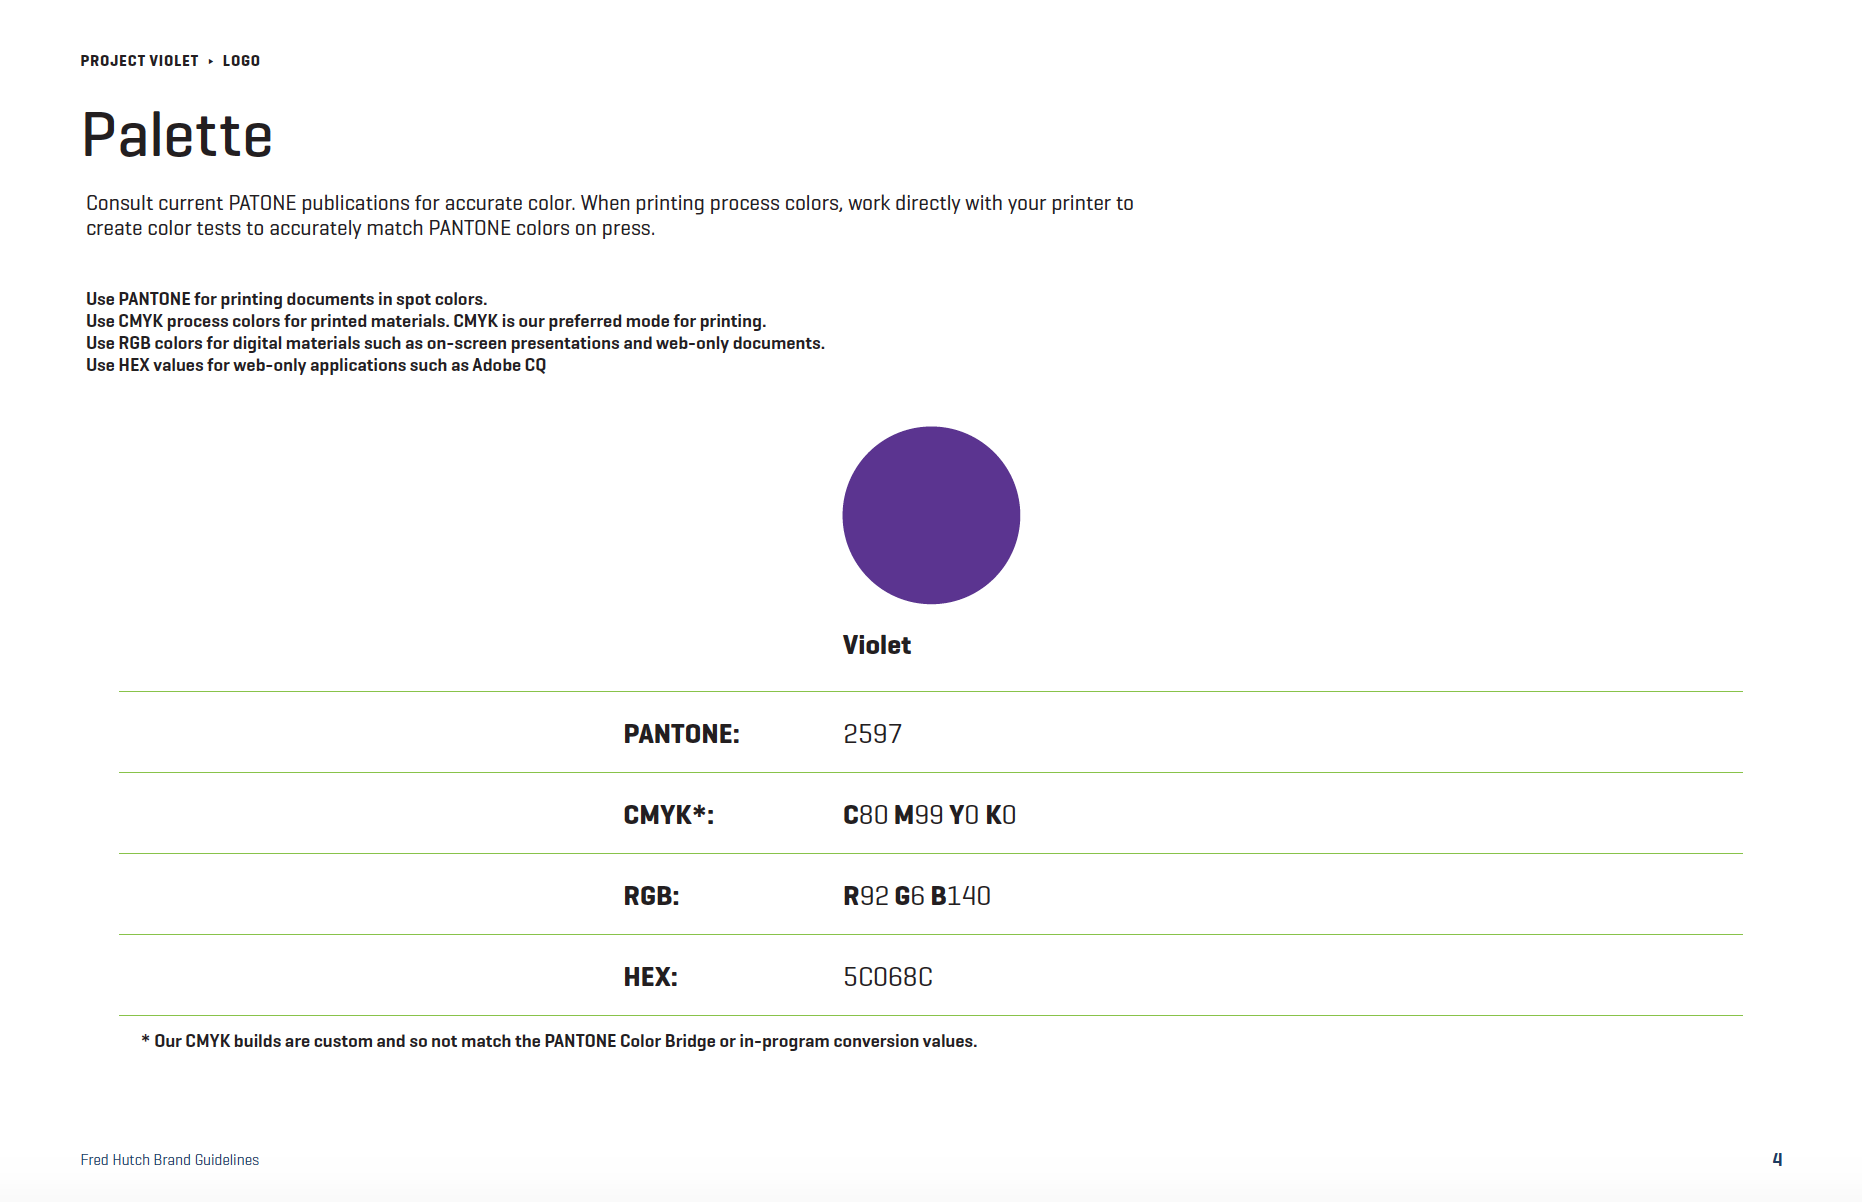 PROJECT VIOLET ▸ LOGO
Palette
Consult current PATONE publications for accurate color. When printing process colors, work directly with your printer to
create color tests to accurately match PANTONE colors on press.
Use PANTONE for printing documents in spot colors.
Use CMYK process colors for printed materials. CMYK is our preferred mode for printing.
Use RGB colors for digital materials such as on-screen presentations and web-only documents.
Use HEX values for web-only applications such as Adobe CQ
Violet
PANTONE: 2597
CMYK*: C80 M99 Y0 K0
RGB: R92 G6 B140
HEX: 5C068C
* Our CMYK builds are custom and so not match the PANTONE Color Bridge or in-program conversion values.
Fred Hutch Brand Guidelines 4